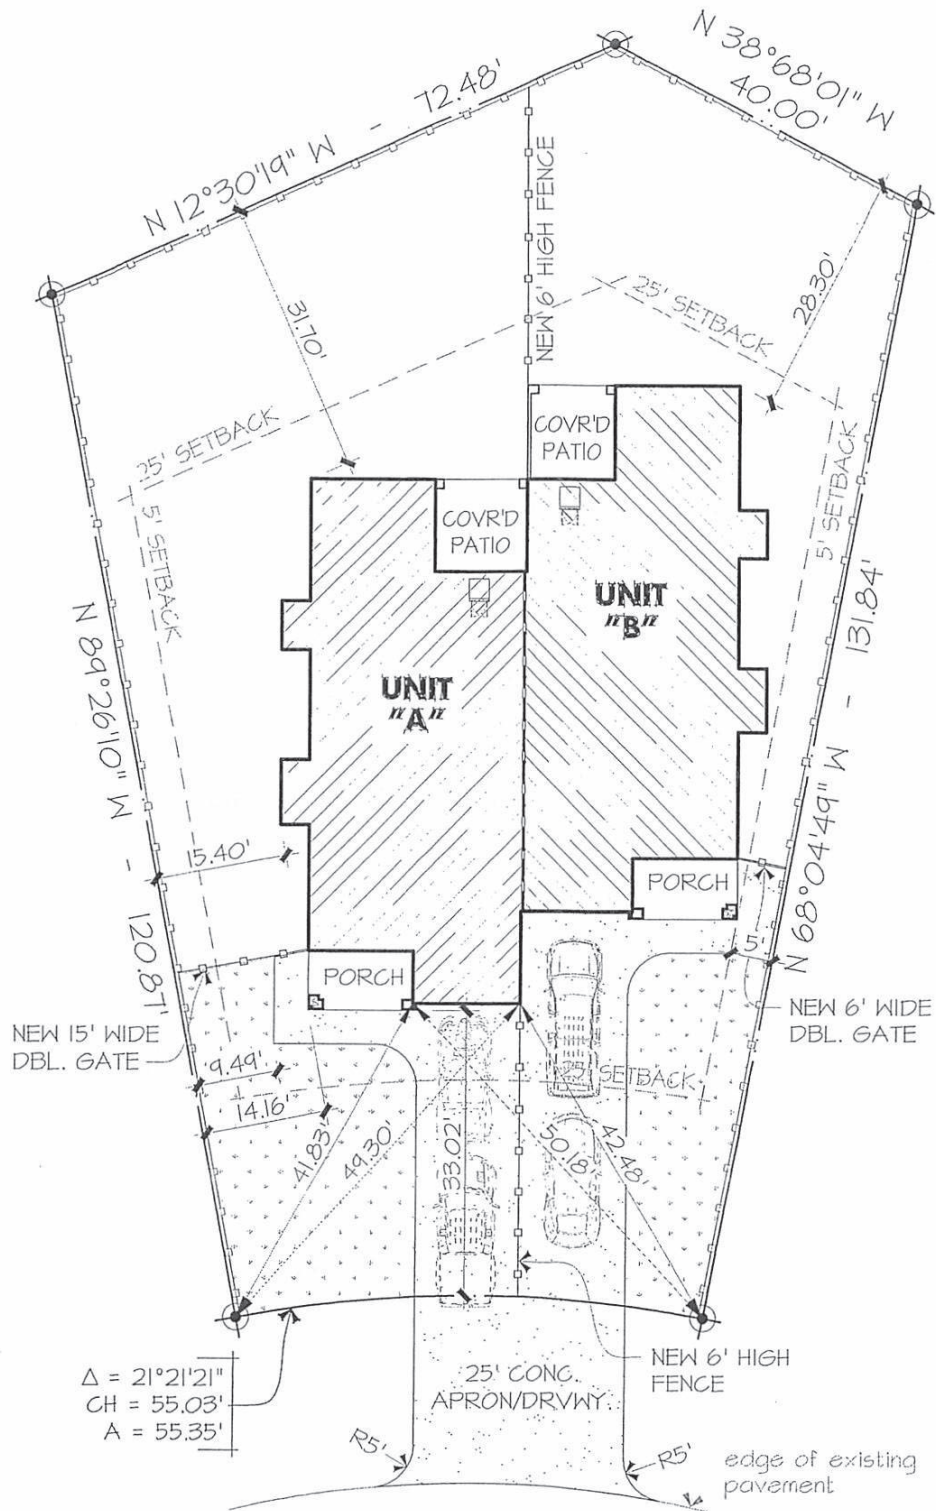 N 38°68'01" W
40.00'
N 12°30'19" W - 72.48'
NEW 6' HIGH FENCE
31.70'
28.30'
25' SETBACK
25' SETBACK
COVR'D
PATIO
5' SETBACK
5' SETBACK
COVR'D
PATIO
UNIT
"B"
UNIT
"A"
N 89°26'10" W - 120.87'
N 68°04'49" W - 131.84'
15.40'
PORCH
5'
PORCH
NEW 15' WIDE
DBL. GATE
NEW 6' WIDE
DBL. GATE
9.49'
25' SETBACK
14.16'
41.83'
49.30'
33.02'
50.18'
42.48'
NEW 6' HIGH
FENCE
Δ = 21°21'21"
CH = 55.03'
A = 55.35'
25' CONC.
APRON/DRVWY.
R5'
R5'
edge of existing
pavement